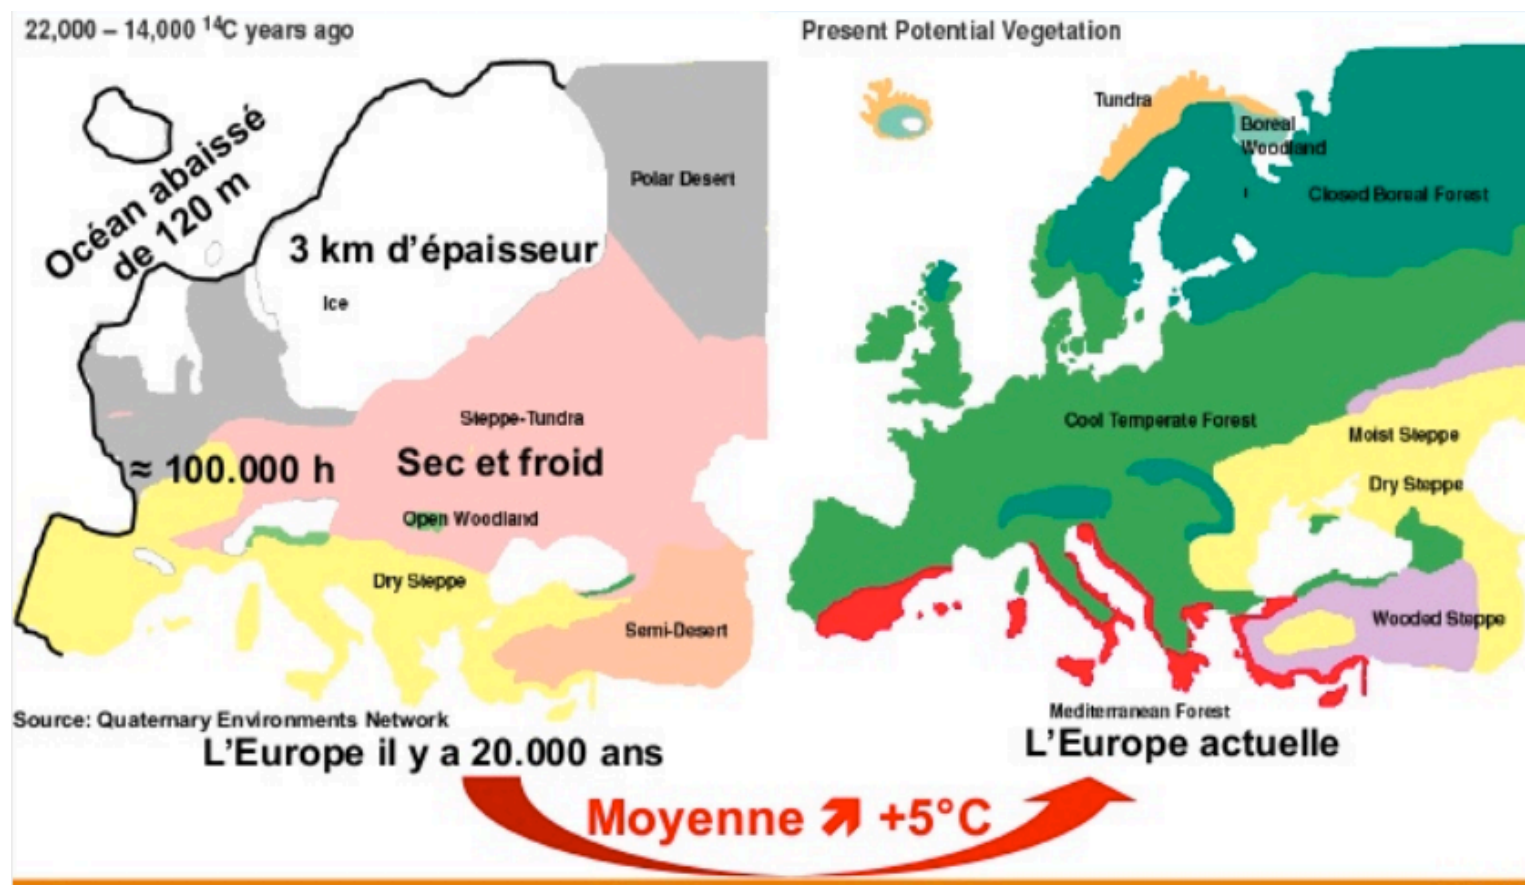 22,000 – 14,000 ¹⁴C years ago
Océan abaissé
de 120 m
Polar Desert
3 km d'épaisseur
Ice
Steppe-Tundra
≈ 100.000 h
Sec et froid
Open Woodland
Dry Steppe
Semi-Desert
Source: Quaternary Environments Network
L'Europe il y a 20.000 ans
Present Potential Vegetation
Tundra
Boreal
Woodland
Closed Boreal Forest
Cool Temperate Forest
Moist Steppe
Dry Steppe
Wooded Steppe
Mediterranean Forest
L'Europe actuelle
Moyenne ↗ +5°C